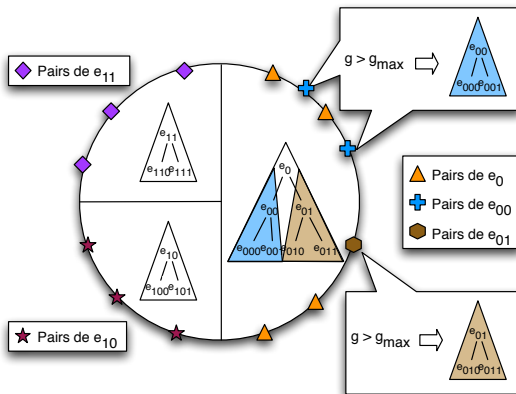 Pairs de e11
g > gmax
e00
e000 e001
e11
e110 e111
e0
e00
e01
e000 e00 e010
e011
Pairs de e0
Pairs de e00
Pairs de e01
e10
e100 e101
g > gmax
e01
e010 e011
Pairs de e10